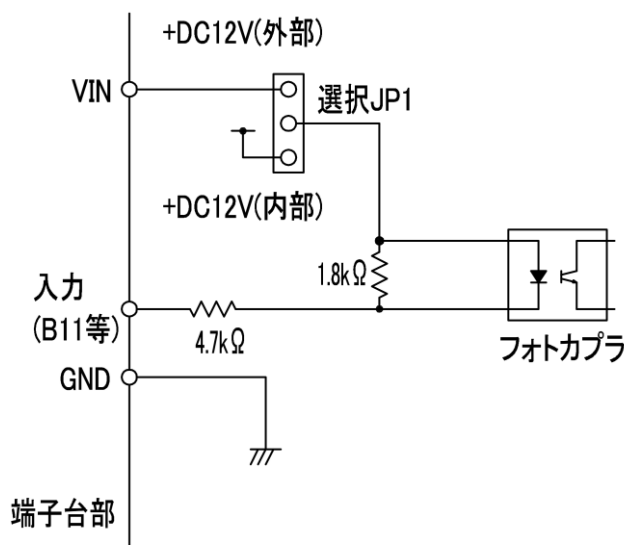 +DC12V(外部)
VIN
選択JP1
+DC12V(内部)
1.8kΩ
入力
(B11等)
4.7kΩ
フォトカプラ
GND
端子台部